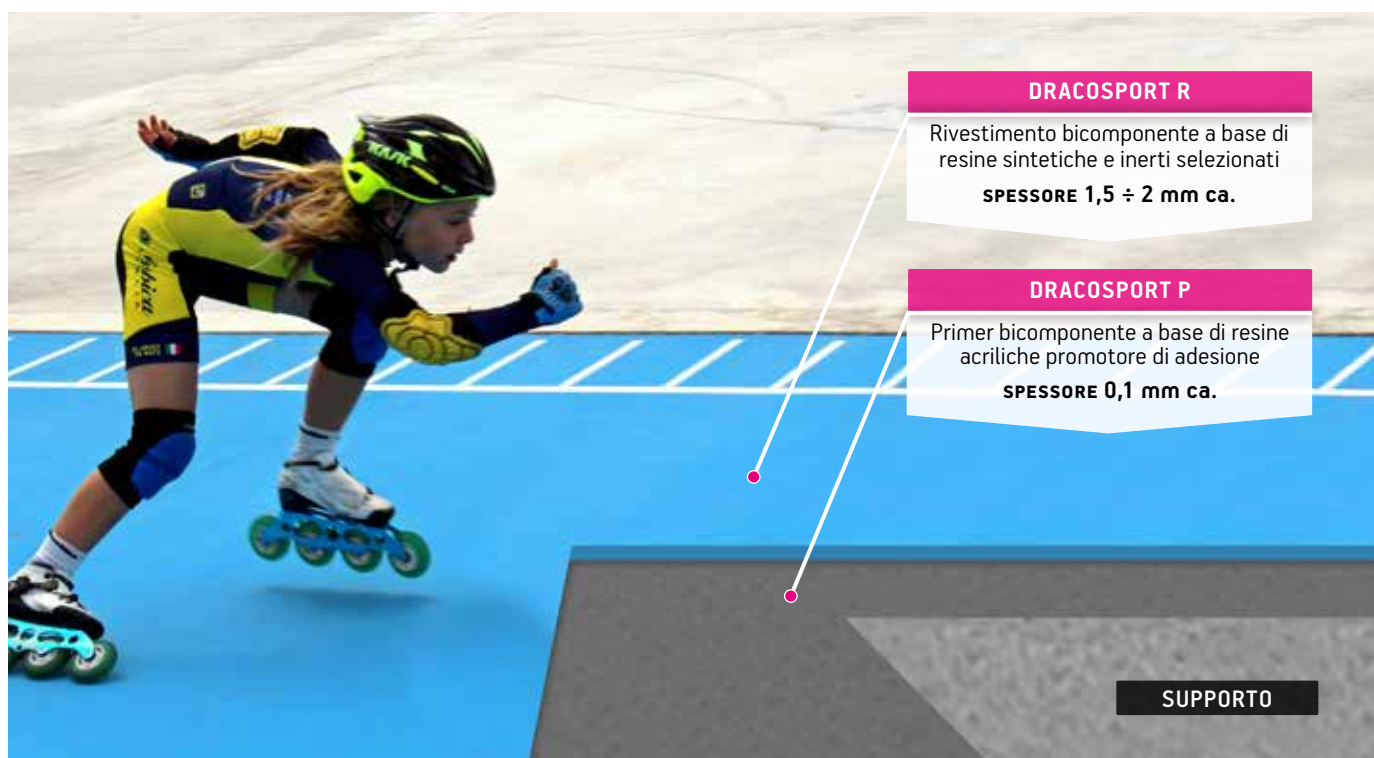 DRACOSPORT R
Rivestimento bicomponente a base di
resine sintetiche e inerti selezionati
SPESSORE 1,5 ÷ 2 mm ca.
DRACOSPORT P
Primer bicomponente a base di resine
acriliche promotore di adesione
SPESSORE 0,1 mm ca.
SUPPORTO
KASK